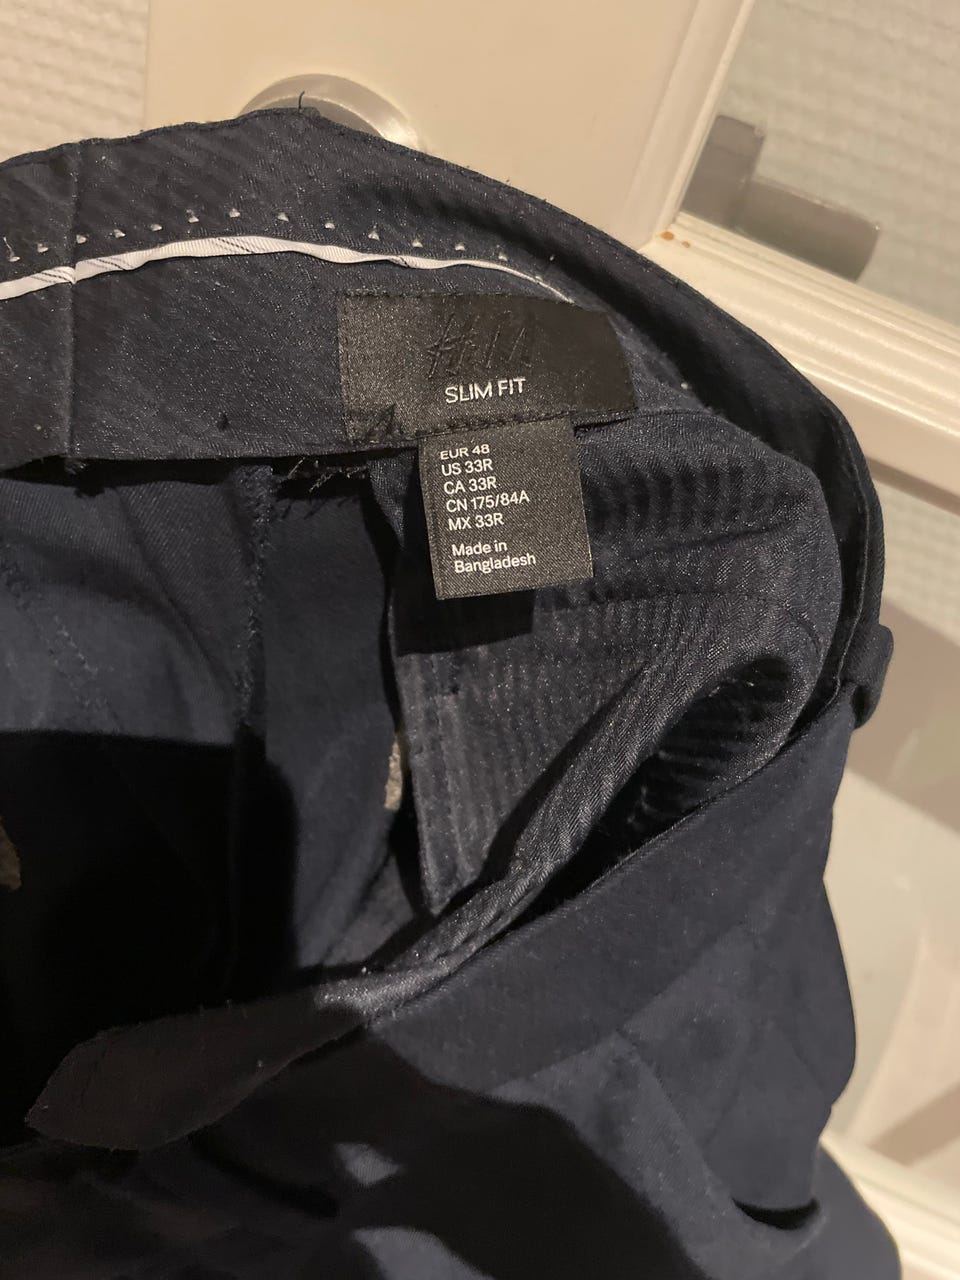 H&M
SLIM FIT
EUR 48
US 33R
CA 33R
CN 175/84A
MX 33R
Made in
Bangladesh